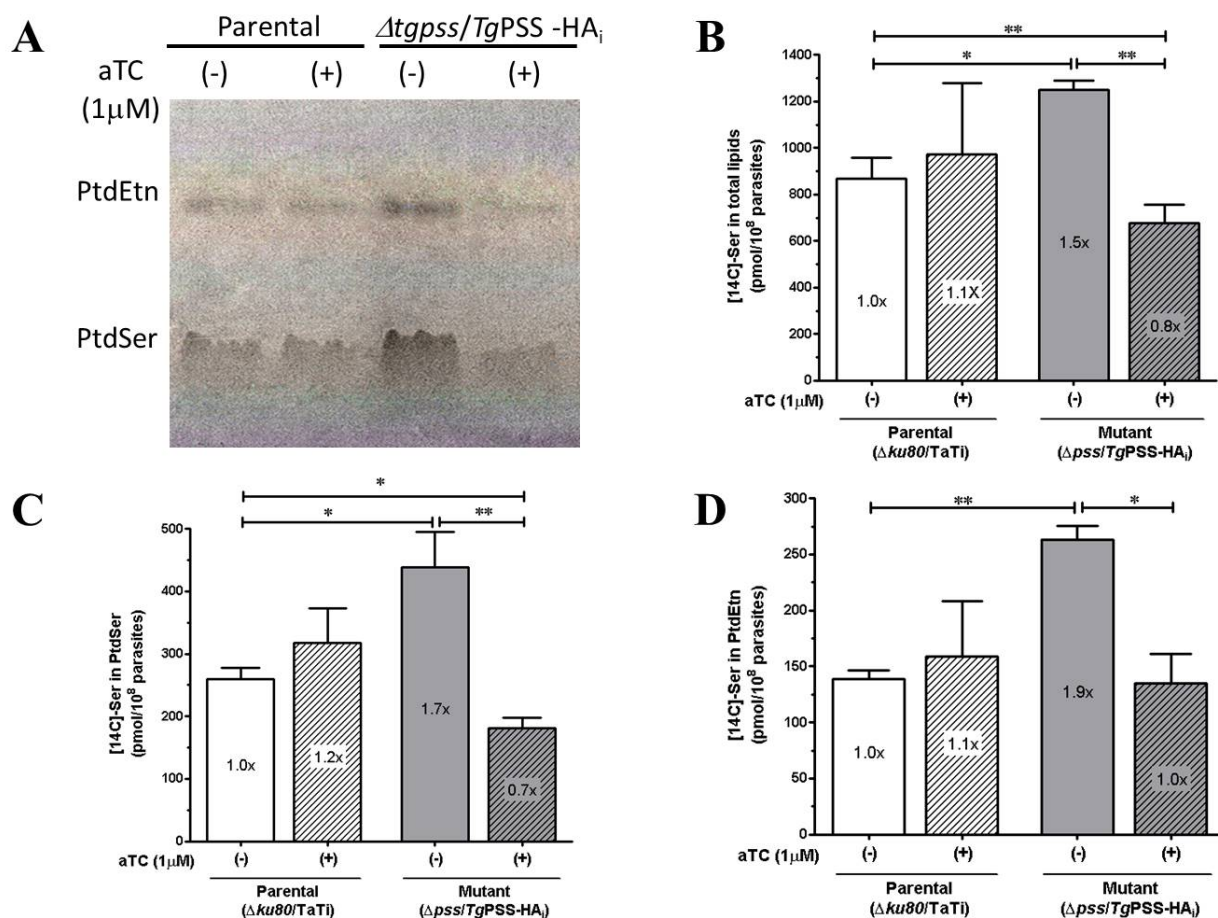 A
Parental
Δtgpss/TgPSS -HAi
aTC (-) (+) (-) (+)
(1μM)
PtdEtn
PtdSer
B
**
* **
[14C]-Ser in total lipids
(pmol/10⁸ parasites)
1400
1200
1000
800
600
400
200
0
1.0x
1.1X
1.5x
0.8x
aTC (1μM) (-) (+) (-) (+)
Parental Mutant
(Δku80/TaTi) (Δpss/TgPSS-HAi)
C
*
* **
[14C]-Ser in PtdSer
(pmol/10⁸ parasites)
500
400
300
200
100
0
1.0x
1.2x
1.7x
0.7x
aTC (1μM) (-) (+) (-) (+)
Parental Mutant
(Δku80/TaTi) (Δpss/TgPSS-HAi)
D
** *
[14C]-Ser in PtdEtn
(pmol/10⁸ parasites)
300
250
200
150
100
50
0
1.0x
1.1x
1.9x
1.0x
aTC (1μM) (-) (+) (-) (+)
Parental Mutant
(Δku80/TaTi) (Δpss/TgPSS-HAi)